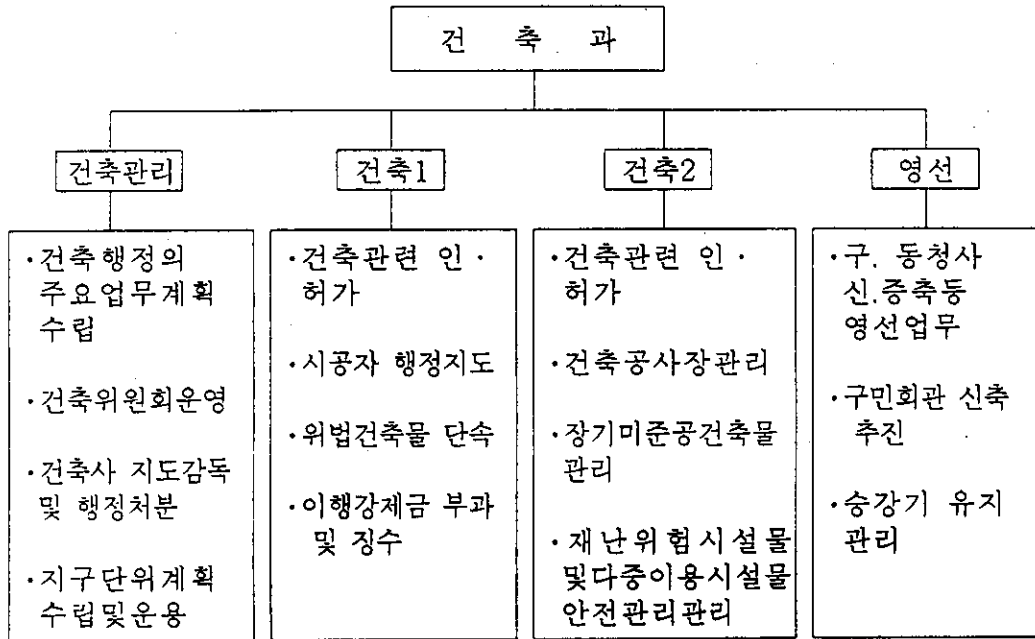 건 축 과
건축관리
건축1
건축2
영선
·건축행정의
주요업무계획
수립
·건축위원회운영
·건축사 지도감독
및 행정처분
·지구단위계획
수립및운용
·건축관련 인·
허가
·시공자 행정지도
·위법건축물 단속
·이행강제금 부과
및 징수
·건축관련 인·
허가
·건축공사장관리
·장기미준공건축물
관리
·재난위험시설물
및다중이용시설물
안전관리관리
·구. 동청사
신.증축등
영선업무
·구민회관 신축
추진
·승강기 유지
관리